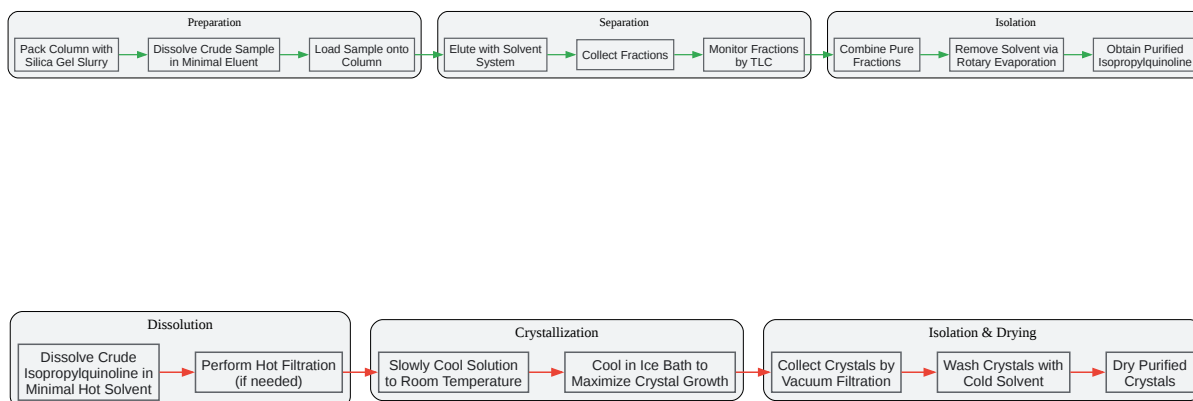 Preparation
Pack Column with
Silica Gel Slurry
Dissolve Crude Sample
in Minimal Eluent
Load Sample onto
Column
Separation
Elute with Solvent
System
Collect Fractions
Monitor Fractions
by TLC
Isolation
Combine Pure
Fractions
Remove Solvent via
Rotary Evaporation
Obtain Purified
Isopropylquinoline
Dissolution
Dissolve Crude
Isopropylquinoline in
Minimal Hot Solvent
Perform Hot Filtration
(if needed)
Crystallization
Slowly Cool Solution
to Room Temperature
Cool in Ice Bath to
Maximize Crystal Growth
Isolation & Drying
Collect Crystals by
Vacuum Filtration
Wash Crystals with
Cold Solvent
Dry Purified
Crystals